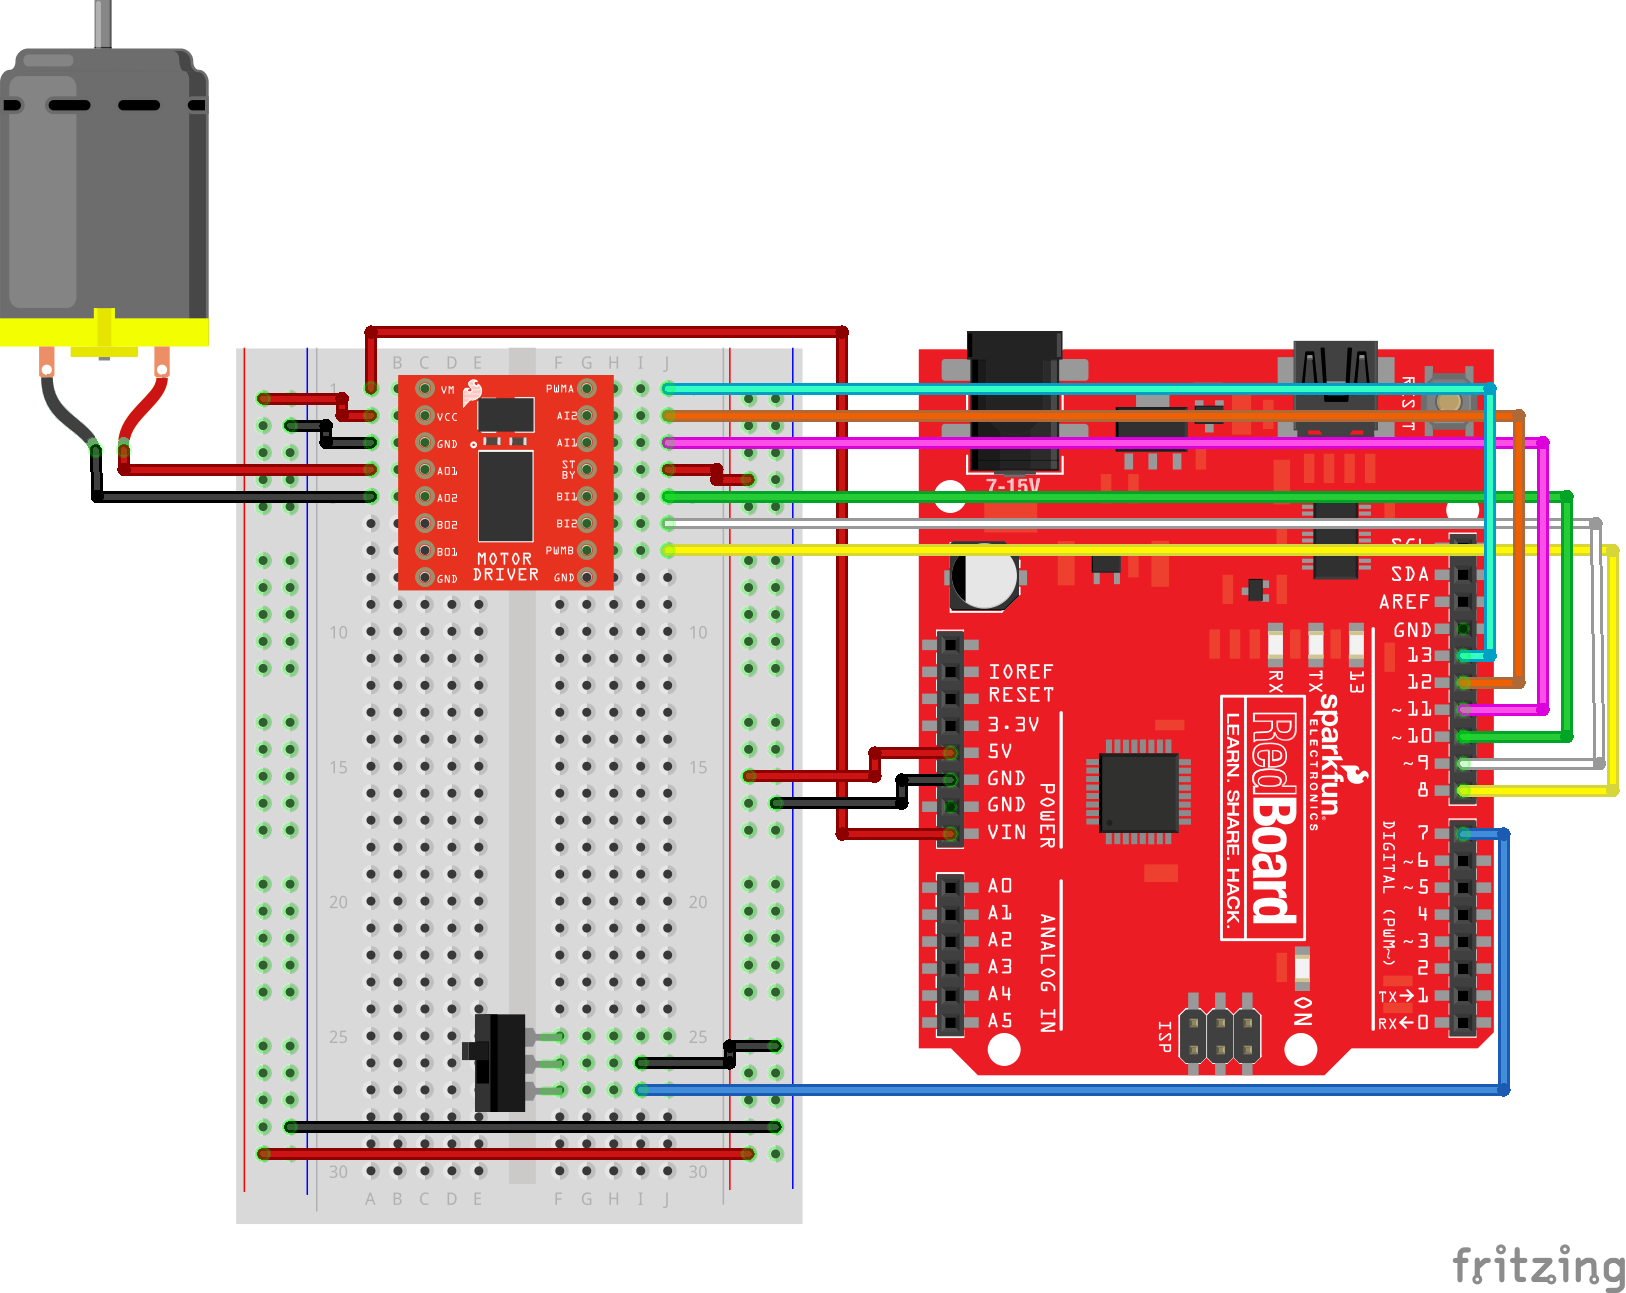 A B C D E F G H I J
1
10 10
15 15
20 20
25 25
30 30
A B C D E F G H I J
VM
VCC
GND
AO1
AO2
BO2
BO1
GND
PWMA
AI2
AI1
ST
BY
BI1
BI2
PWMB
GND
MOTOR
DRIVER
7-15V
RESET
SCL
SDA
AREF
GND
13
12
~11
~10
~9
8
7
~6
~5
4
~3
2
TX→1
RX←0
DIGITAL (PWM~)
IOREF
RESET
3.3V
5V
GND
GND
VIN
POWER
A0
A1
A2
A3
A4
A5
ANALOG IN
RX
TX
13
sparkfun
ELECTRONICS
RedBoard
LEARN. SHARE. HACK.
ON
ISP
fritzing